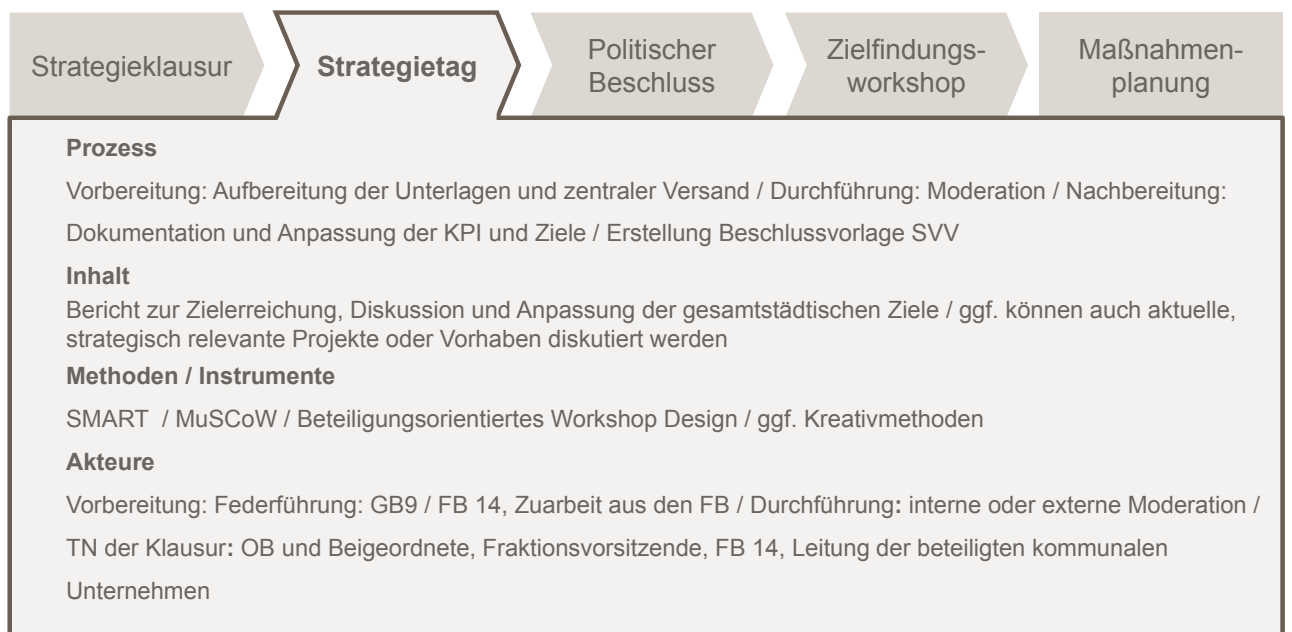 Strategieklausur
Strategietag
Politischer
Beschluss
Zielfindungs-
workshop
Maßnahmen-
planung
Prozess
Vorbereitung: Aufbereitung der Unterlagen und zentraler Versand / Durchführung: Moderation / Nachbereitung:
Dokumentation und Anpassung der KPI und Ziele / Erstellung Beschlussvorlage SVV
Inhalt
Bericht zur Zielerreichung, Diskussion und Anpassung der gesamtstädtischen Ziele / ggf. können auch aktuelle,
strategisch relevante Projekte oder Vorhaben diskutiert werden
Methoden / Instrumente
SMART / MuSCoW / Beteiligungsorientiertes Workshop Design / ggf. Kreativmethoden
Akteure
Vorbereitung: Federführung: GB9 / FB 14, Zuarbeit aus den FB / Durchführung: interne oder externe Moderation /
TN der Klausur: OB und Beigeordnete, Fraktionsvorsitzende, FB 14, Leitung der beteiligten kommunalen
Unternehmen